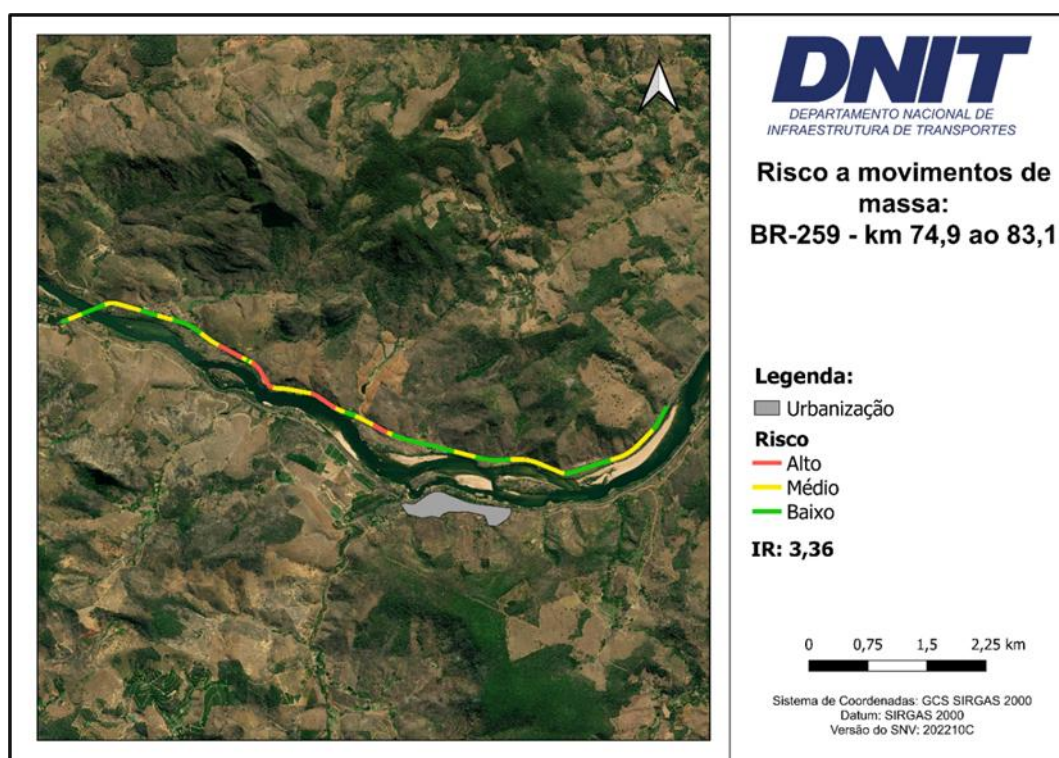 DNIT
DEPARTAMENTO NACIONAL DE
INFRAESTRUTURA DE TRANSPORTES
Risco a movimentos de
massa:
BR-259 - km 74,9 ao 83,1
Legenda:
Urbanização
Risco
Alto
Médio
Baixo
IR: 3,36
0 0,75 1,5 2,25 km
Sistema de Coordenadas: GCS SIRGAS 2000
Datum: SIRGAS 2000
Versão do SNV: 202210C